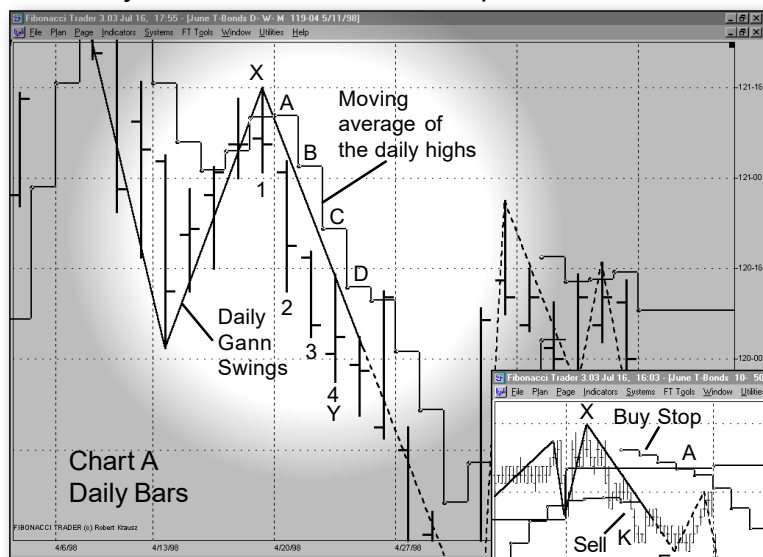 Fibonacci Trader 3.03 Jul 16, 17:55 - [June T-Bonds D- W- M 119-04 5/11/98]
File Plan Page Indicators Systems FT Tools Window Utilities Help
X
A
Moving
average of
the daily highs
B
1
C
D
2
3
4
Y
Daily
Gann
Swings
121-15
121-00
120-15
120-00
Chart A
Daily Bars
FIBONACCI TRADER (c) Robert Krausz
4/6/98 4/13/98 4/20/98 4/27/98
Fibonacci Trader 3.03 Jul 16, 16:03 - [June T-Bonds 10- 50
File Plan Page Indicators Systems FT Tools Window Utilities
X
Buy Stop
A
Sell
K